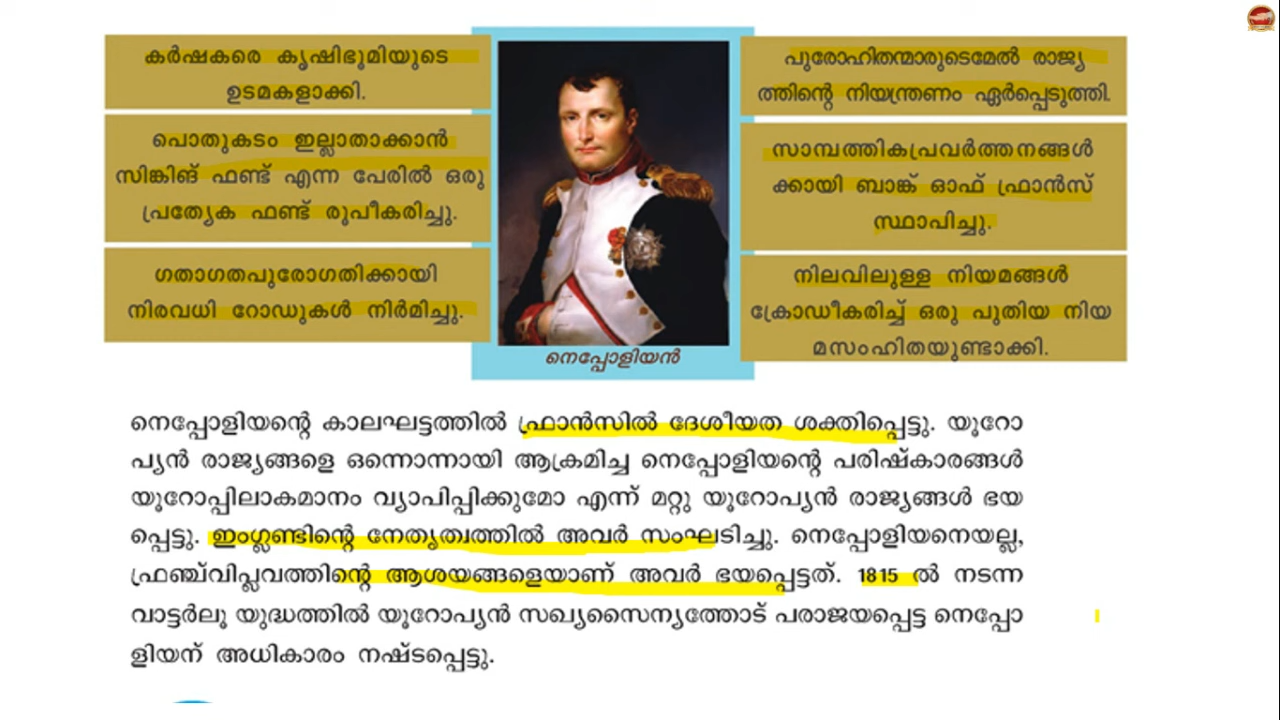 കർഷകരെ കൃഷിഭൂമിയുടെ
ഉടമകളാക്കി.
പൊതുകടം ഇല്ലാതാക്കാൻ
സിങ്കിങ് ഫണ്ട് എന്ന പേരിൽ ഒരു
പ്രത്യേക ഫണ്ട് രൂപീകരിച്ചു.
ഗതാഗതപുരോഗതിക്കായി
നിരവധി റോഡുകൾ നിർമിച്ചു.
നെപ്പോളിയൻ
പുരോഹിതന്മാരുടെമേൽ രാജ്യ
ത്തിന്റെ നിയന്ത്രണം ഏർപ്പെടുത്തി.
സാമ്പത്തികപ്രവർത്തനങ്ങൾ
ക്കായി ബാങ്ക് ഓഫ് ഫ്രാൻസ്
സ്ഥാപിച്ചു.
നിലവിലുള്ള നിയമങ്ങൾ
ക്രോഡീകരിച്ച് ഒരു പുതിയ നിയ
മസംഹിതയുണ്ടാക്കി.
നെപ്പോളിയന്റെ കാലഘട്ടത്തിൽ ഫ്രാൻസിൽ ദേശീയത ശക്തിപ്പെട്ടു. യൂറോ
പ്യൻ രാജ്യങ്ങളെ ഒന്നൊന്നായി ആക്രമിച്ച നെപ്പോളിയന്റെ പരിഷ്കാരങ്ങൾ
യൂറോപ്പിലാകമാനം വ്യാപിപ്പിക്കുമോ എന്ന് മറ്റു യൂറോപ്യൻ രാജ്യങ്ങൾ ഭയ
പ്പെട്ടു. ഇംഗ്ലണ്ടിന്റെ നേതൃത്വത്തിൽ അവർ സംഘടിച്ചു. നെപ്പോളിയനെയല്ല,
ഫ്രഞ്ച്‌വിപ്ലവത്തിന്റെ ആശയങ്ങളെയാണ് അവർ ഭയപ്പെട്ടത്. 1815 ൽ നടന്ന
വാട്ടർലൂ യുദ്ധത്തിൽ യൂറോപ്യൻ സഖ്യസൈന്യത്തോട് പരാജയപ്പെട്ട നെപ്പോ
ളിയന് അധികാരം നഷ്ടപ്പെട്ടു.